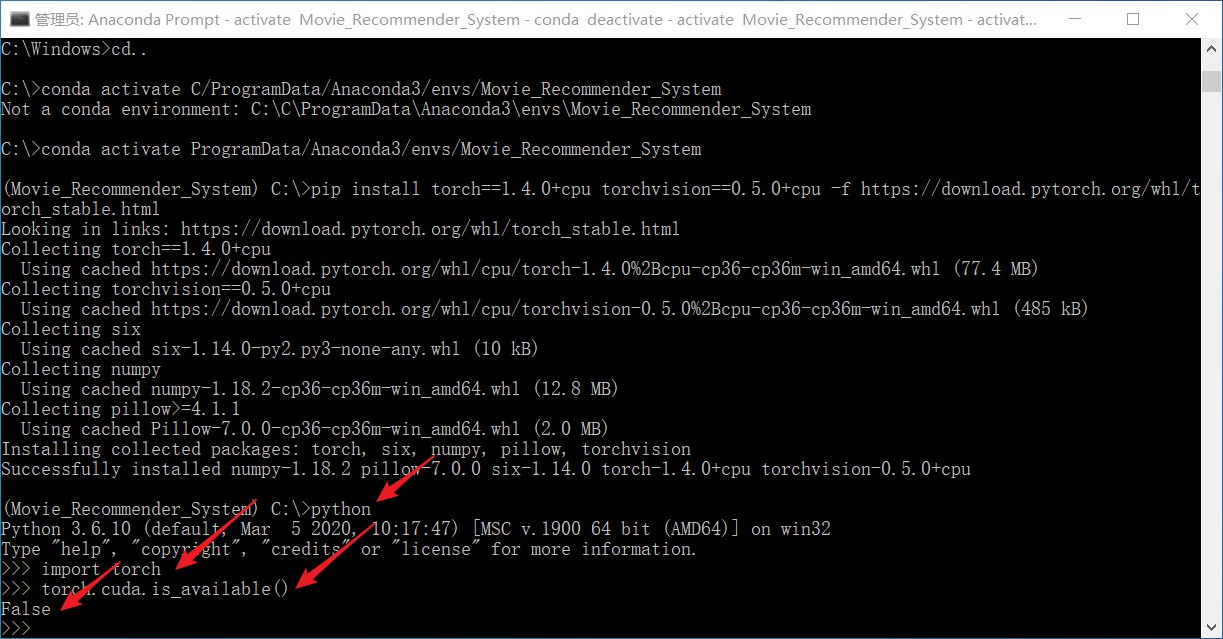 管理员: Anaconda Prompt - activate  Movie_Recommender_System - conda  deactivate - activate  Movie_Recommender_System - activat...
C:\Windows>cd..
C:\>conda activate C/ProgramData/Anaconda3/envs/Movie_Recommender_System
Not a conda environment: C:\C\ProgramData\Anaconda3\envs\Movie_Recommender_System
C:\>conda activate ProgramData/Anaconda3/envs/Movie_Recommender_System
(Movie_Recommender_System) C:\>pip install torch==1.4.0+cpu torchvision==0.5.0+cpu -f https://download.pytorch.org/whl/t
orch_stable.html
Looking in links: https://download.pytorch.org/whl/torch_stable.html
Collecting torch==1.4.0+cpu
  Using cached https://download.pytorch.org/whl/cpu/torch-1.4.0%2Bcpu-cp36-cp36m-win_amd64.whl (77.4 MB)
Collecting torchvision==0.5.0+cpu
  Using cached https://download.pytorch.org/whl/cpu/torchvision-0.5.0%2Bcpu-cp36-cp36m-win_amd64.whl (485 kB)
Collecting six
  Using cached six-1.14.0-py2.py3-none-any.whl (10 kB)
Collecting numpy
  Using cached numpy-1.18.2-cp36-cp36m-win_amd64.whl (12.8 MB)
Collecting pillow>=4.1.1
  Using cached Pillow-7.0.0-cp36-cp36m-win_amd64.whl (2.0 MB)
Installing collected packages: torch, six, numpy, pillow, torchvision
Successfully installed numpy-1.18.2 pillow-7.0.0 six-1.14.0 torch-1.4.0+cpu torchvision-0.5.0+cpu
(Movie_Recommender_System) C:\>python
Python 3.6.10 (default, Mar  5 2020, 10:17:47) [MSC v.1900 64 bit (AMD64)] on win32
Type "help", "copyright", "credits" or "license" for more information.
>>> import torch
>>> torch.cuda.is_available()
False
>>>